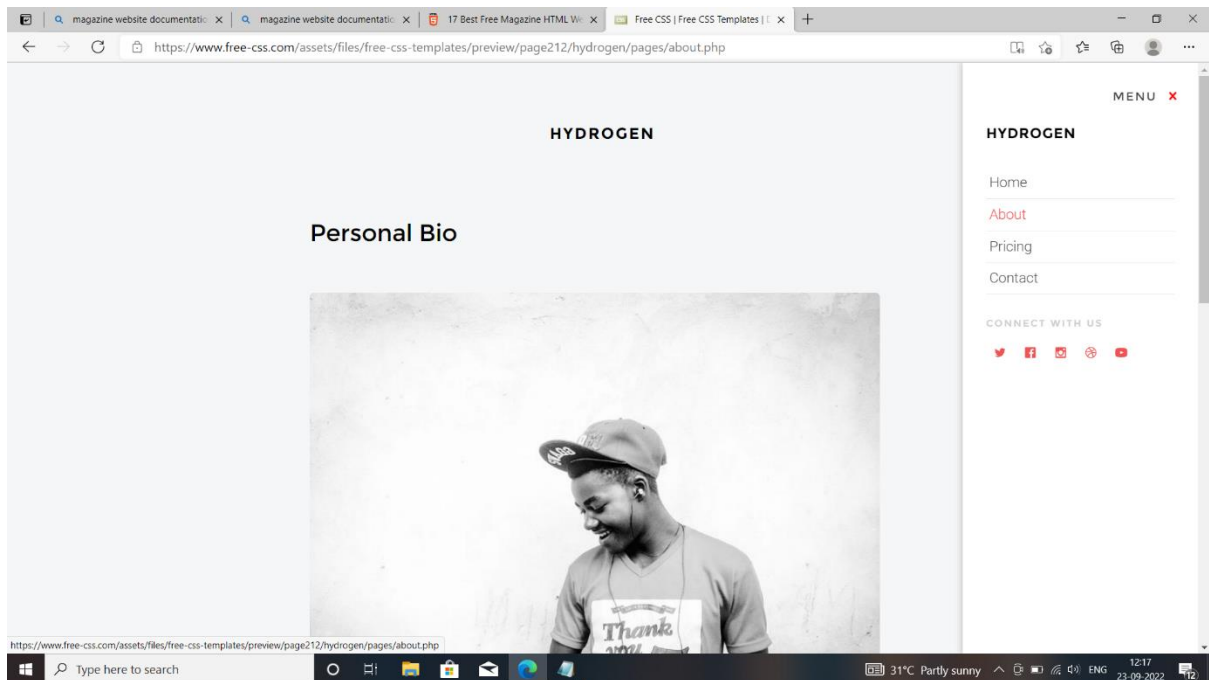 magazine website documentatic
magazine website documentatic
17 Best Free Magazine HTML We
Free CSS | Free CSS Templates |
https://www.free-css.com/assets/files/free-css-templates/preview/page212/hydrogen/pages/about.php
MENU
HYDROGEN
HYDROGEN
Home
About
Personal Bio
Pricing
Contact
CONNECT WITH US
Thank
https://www.free-css.com/assets/files/free-css-templates/preview/page212/hydrogen/pages/about.php
Type here to search
31°C Partly sunny
ENG
12:17
23-09-2022
12